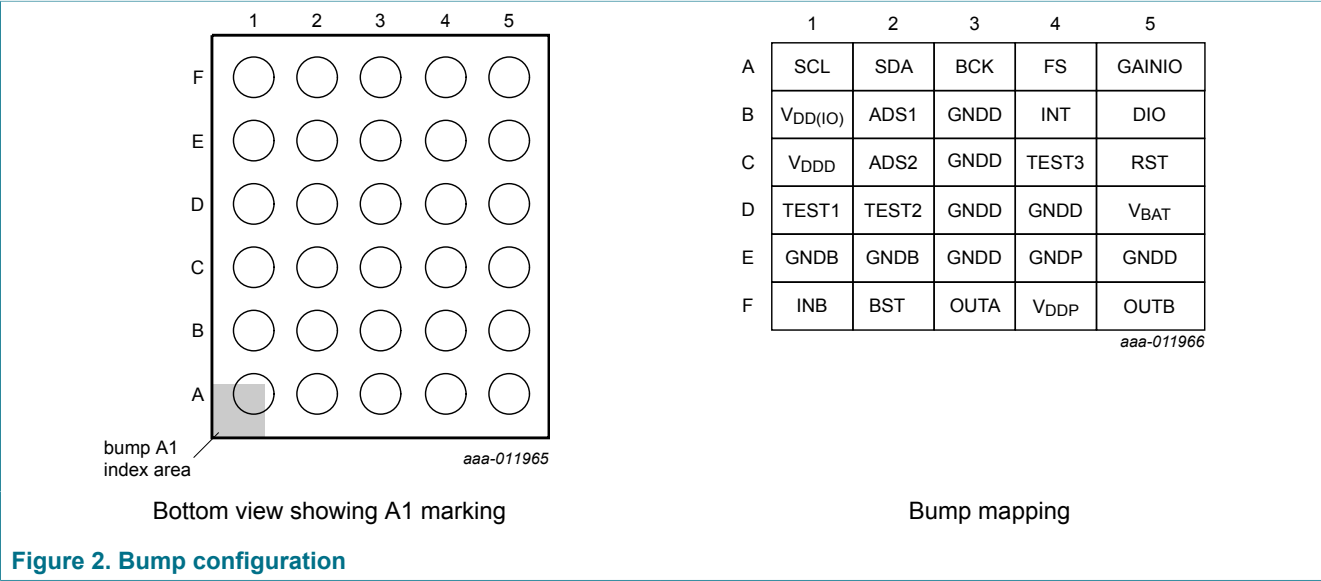 1 2 3 4 5
F
E
D
C
B
A
bump A1
index area
aaa-011965
Bottom view showing A1 marking
1 2 3 4 5
A SCL SDA BCK FS GAINIO
B VDD(IO) ADS1 GNDD INT DIO
C VDDD ADS2 GNDD TEST3 RST
D TEST1 TEST2 GNDD GNDD VBAT
E GNDB GNDB GNDD GNDP GNDD
F INB BST OUTA VDDP OUTB
aaa-011966
Bump mapping
Figure 2. Bump configuration